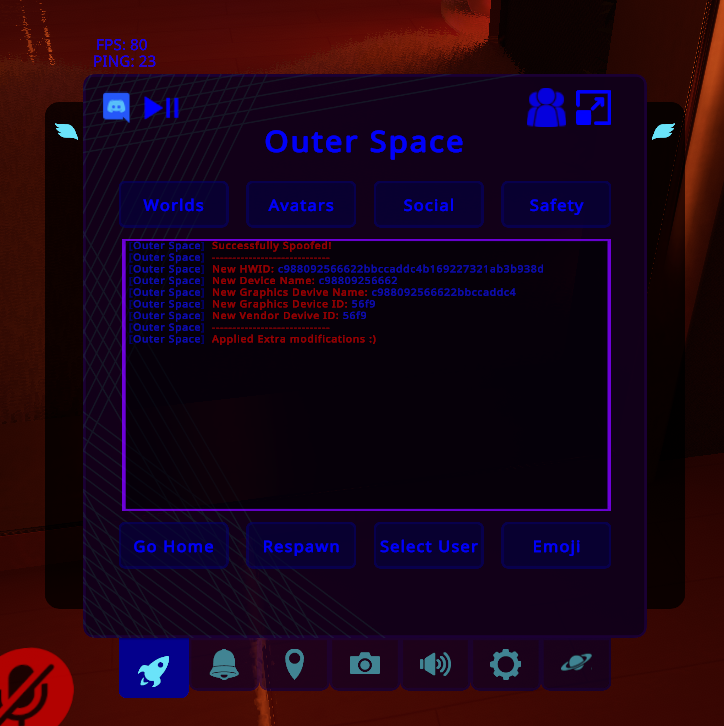 FPS: 80
PING: 23
Outer Space
Worlds
Avatars
Social
Safety
[Outer Space] Successfully Spoofed!
[Outer Space] ----------------------------
[Outer Space] New HWID: c988092566622bbccaddc4b169227321ab3b938d
[Outer Space] New Device Name: c98809256662
[Outer Space] New Graphics Devive Name: c988092566622bbccaddc4
[Outer Space] New Graphics Device ID: 56f9
[Outer Space] New Vendor Devive ID: 56f9
[Outer Space] ----------------------------
[Outer Space] Applied Extra modifications :)
Go Home
Respawn
Select User
Emoji